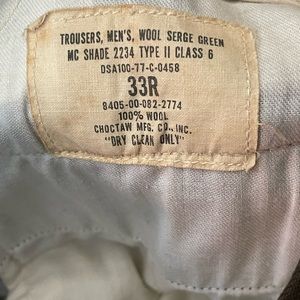 TROUSERS, MEN'S, WOOL SERGE GREEN
MC SHADE 2234 TYPE II CLASS 6
DSA100-77-C-0458
33R
8405-00-082-2774
100% WOOL
CHOCTAW MFG. CO., INC.
"DRY CLEAN ONLY"